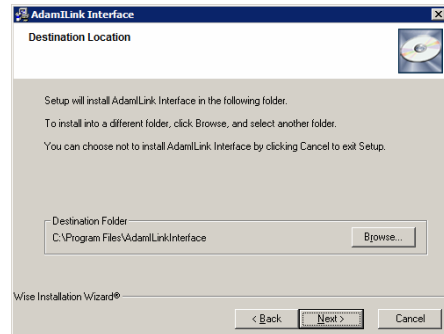 AdamILink Interface
Destination Location
Setup will install AdamILink Interface in the following folder.
To install into a different folder, click Browse, and select another folder.
You can choose not to install AdamILink Interface by clicking Cancel to exit Setup.
Destination Folder
C:\Program Files\AdamILinkInterface
Browse...
Wise Installation Wizard®
< Back
Next >
Cancel